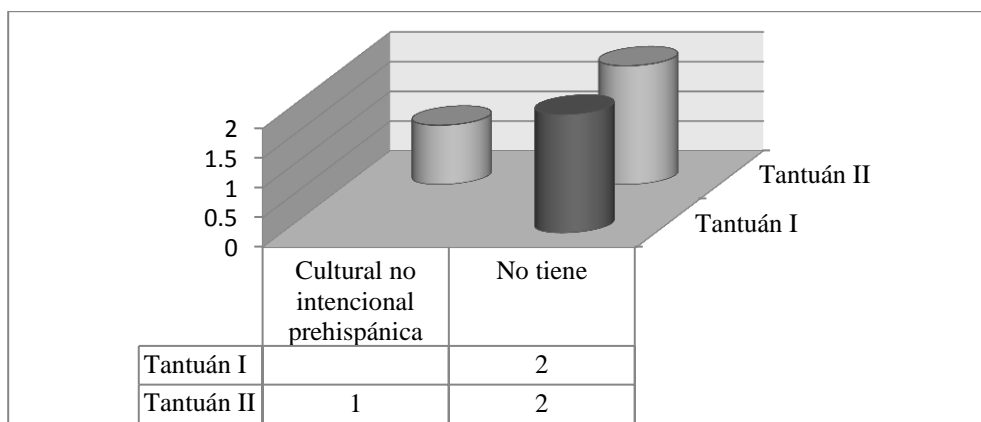 2
1.5
1
0.5
0
Tantuán II
Tantuán I
Cultural no
intencional
prehispánica
No tiene
Tantuán I 2
Tantuán II 1 2